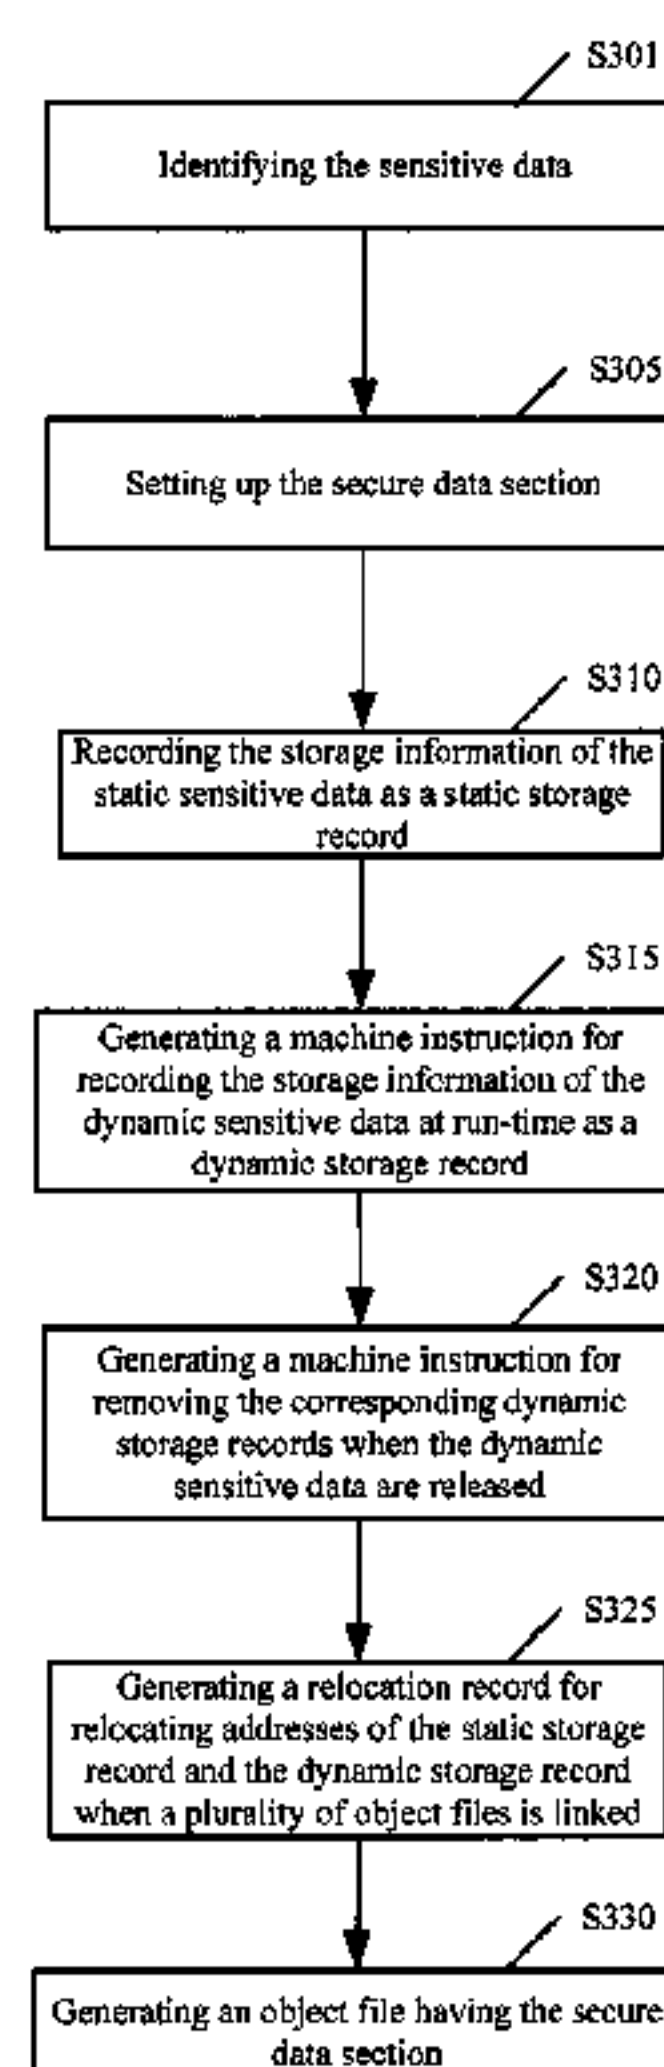 S301
Identifying the sensitive data
S305
Setting up the secure data section
S310
Recording the storage information of the
static sensitive data as a static storage
record
S315
Generating a machine instruction for
recording the storage information of the
dynamic sensitive data at run-time as a
dynamic storage record
S320
Generating a machine instruction for
removing the corresponding dynamic
storage records when the dynamic
sensitive data are released
S325
Generating a relocation record for
relocating addresses of the static storage
record and the dynamic storage record
when a plurality of object files is linked
S330
Generating an object file having the secure
data section